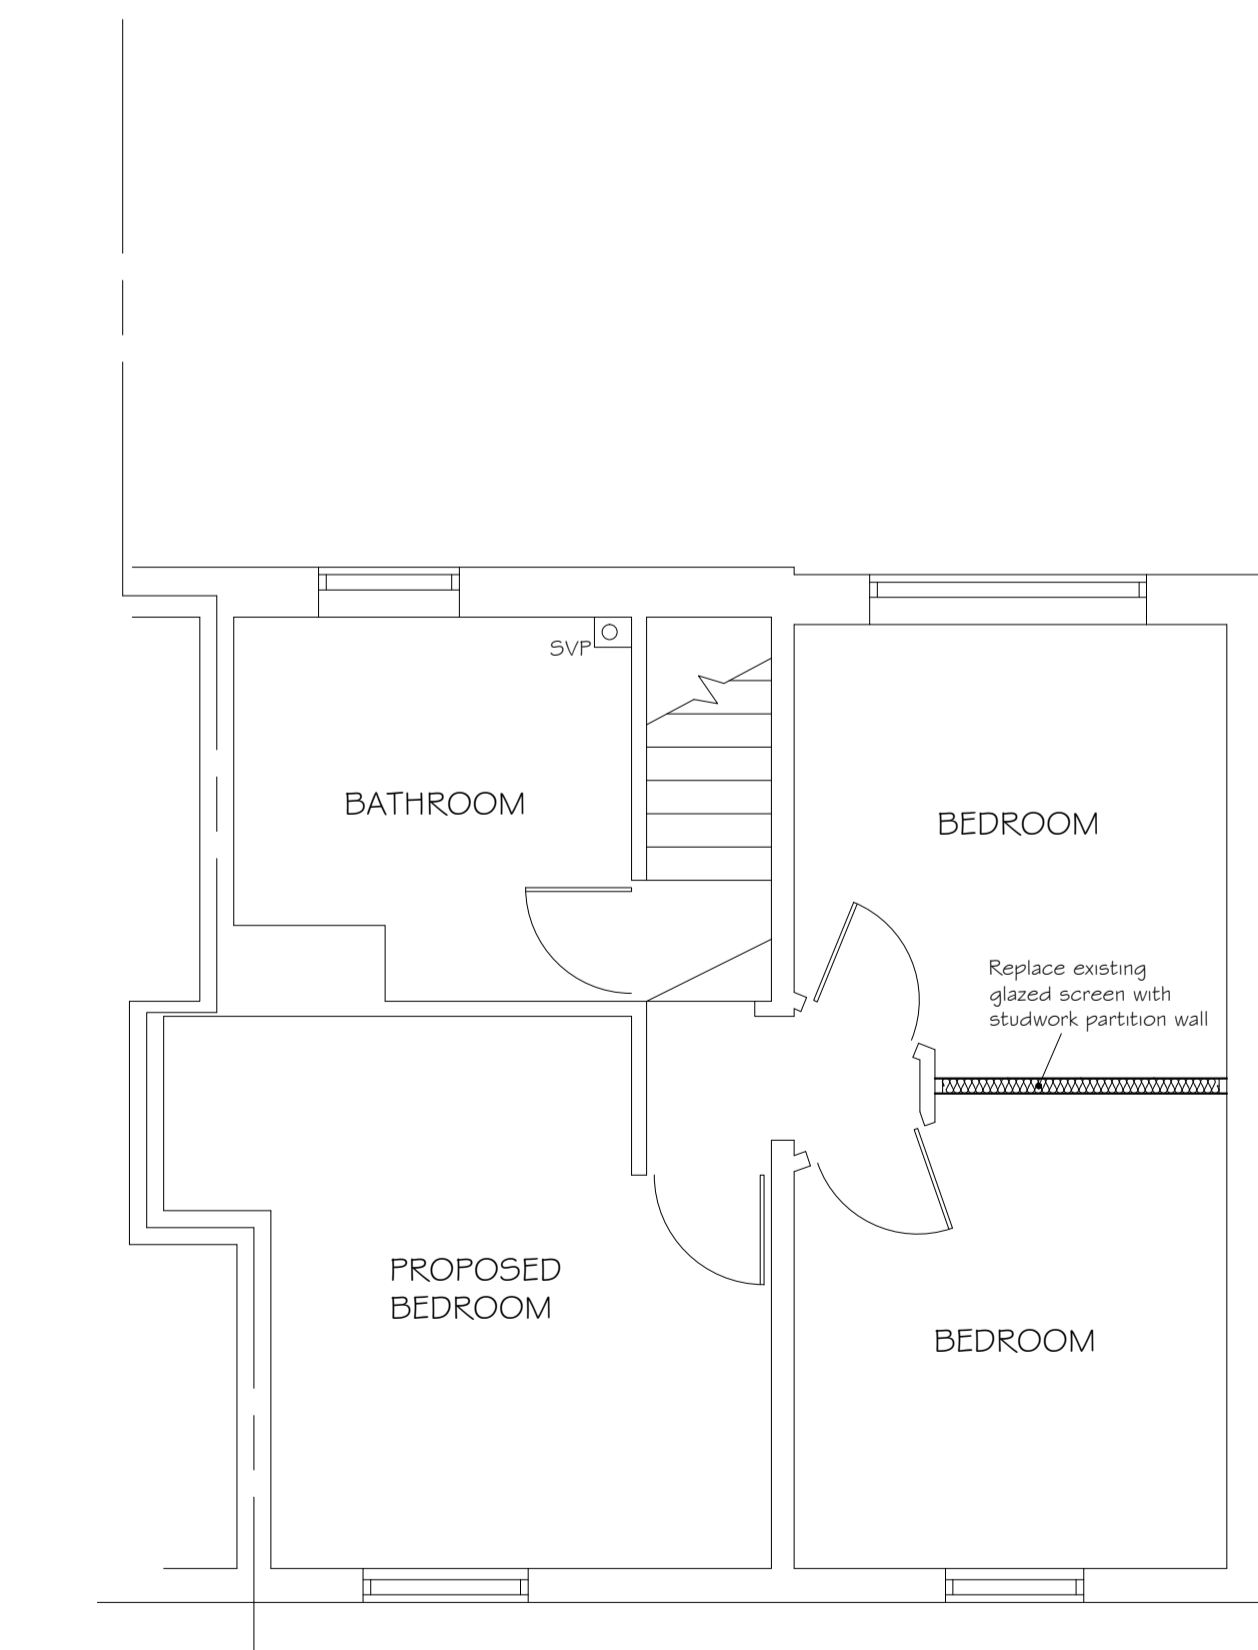 SVP
BATHROOM
BEDROOM
Replace existing
glazed screen with
studwork partition wall
PROPOSED
BEDROOM
BEDROOM